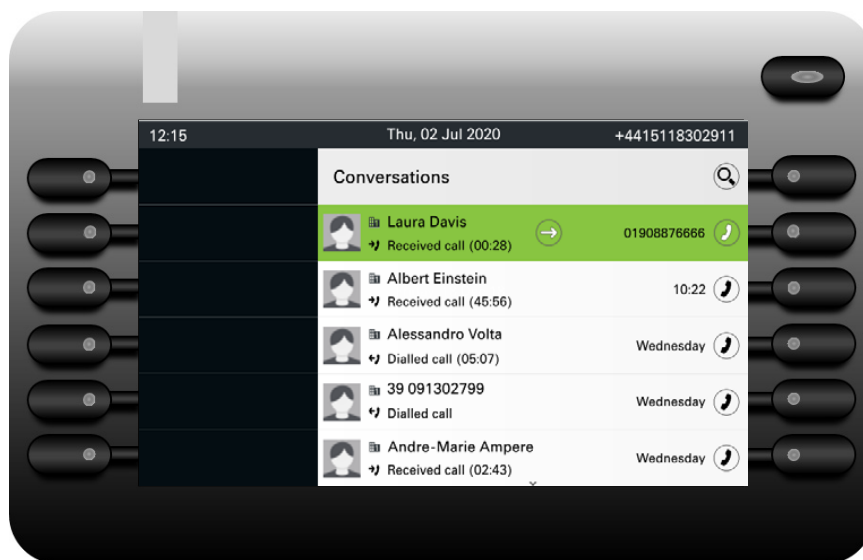 12:15 Thu, 02 Jul 2020 +4415118302911
Conversations
Laura Davis
Received call (00:28) 01908876666
Albert Einstein
Received call (45:56) 10:22
Alessandro Volta
Dialled call (05:07) Wednesday
39 091302799
Dialled call Wednesday
Andre-Marie Ampere
Received call (02:43) Wednesday